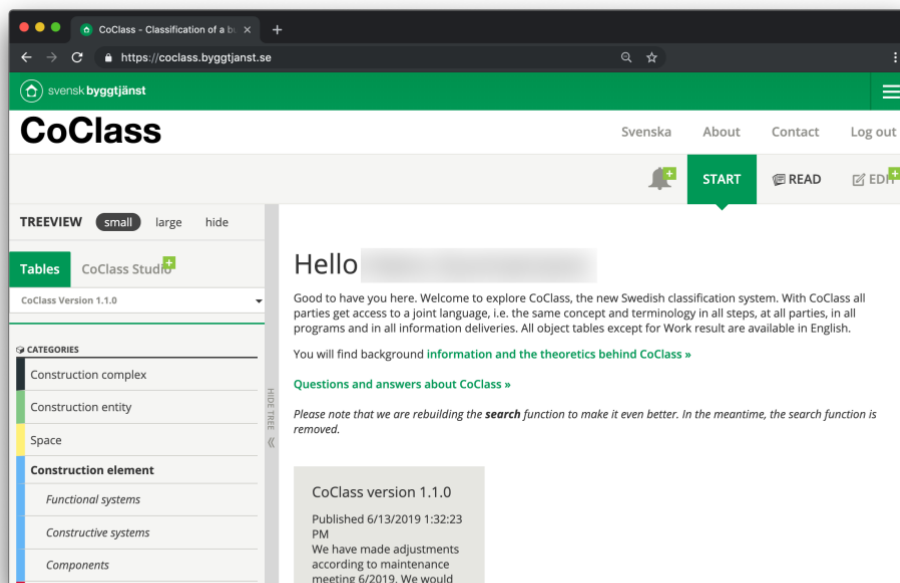 CoClass - Classification of a bu
https://coclass.byggtjanst.se
svensk byggtjänst
CoClass
Svenska About Contact Log out
START READ EDIT
TREEVIEW small large hide
Tables CoClass Studio
CoClass Version 1.1.0
CATEGORIES
Construction complex
Construction entity
Space
Construction element
Functional systems
Constructive systems
Components
HIDE TREE
Hello
Good to have you here. Welcome to explore CoClass, the new Swedish classification system. With CoClass all
parties get access to a joint language, i.e. the same concept and terminology in all steps, at all parties, in all
programs and in all information deliveries. All object tables except for Work result are available in English.
You will find background information and the theoretics behind CoClass »
Questions and answers about CoClass »
Please note that we are rebuilding the search function to make it even better. In the meantime, the search function is
removed.
CoClass version 1.1.0
Published 6/13/2019 1:32:23
PM
We have made adjustments
according to maintenance
meeting 6/2019. We would